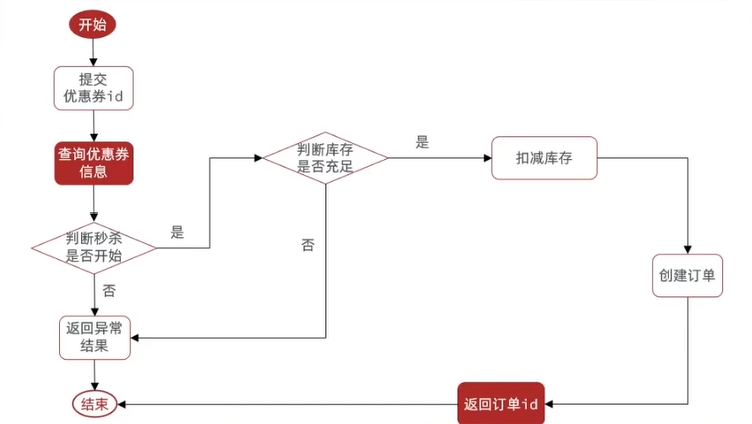 开始
提交
优惠券id
查询优惠券
信息
判断秒杀
是否开始
是
否
返回异常
结果
结束
判断库存
是否充足
是
否
扣减库存
创建订单
返回订单id